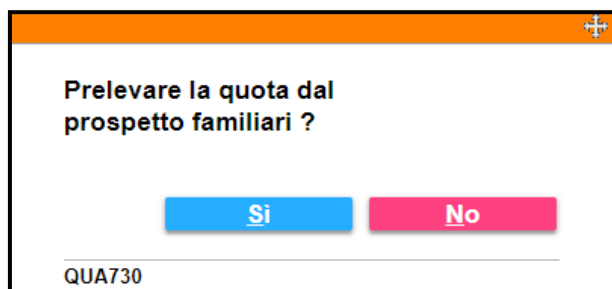 Prelevare la quota dal
prospetto familiari ?
Sì
No
QUA730